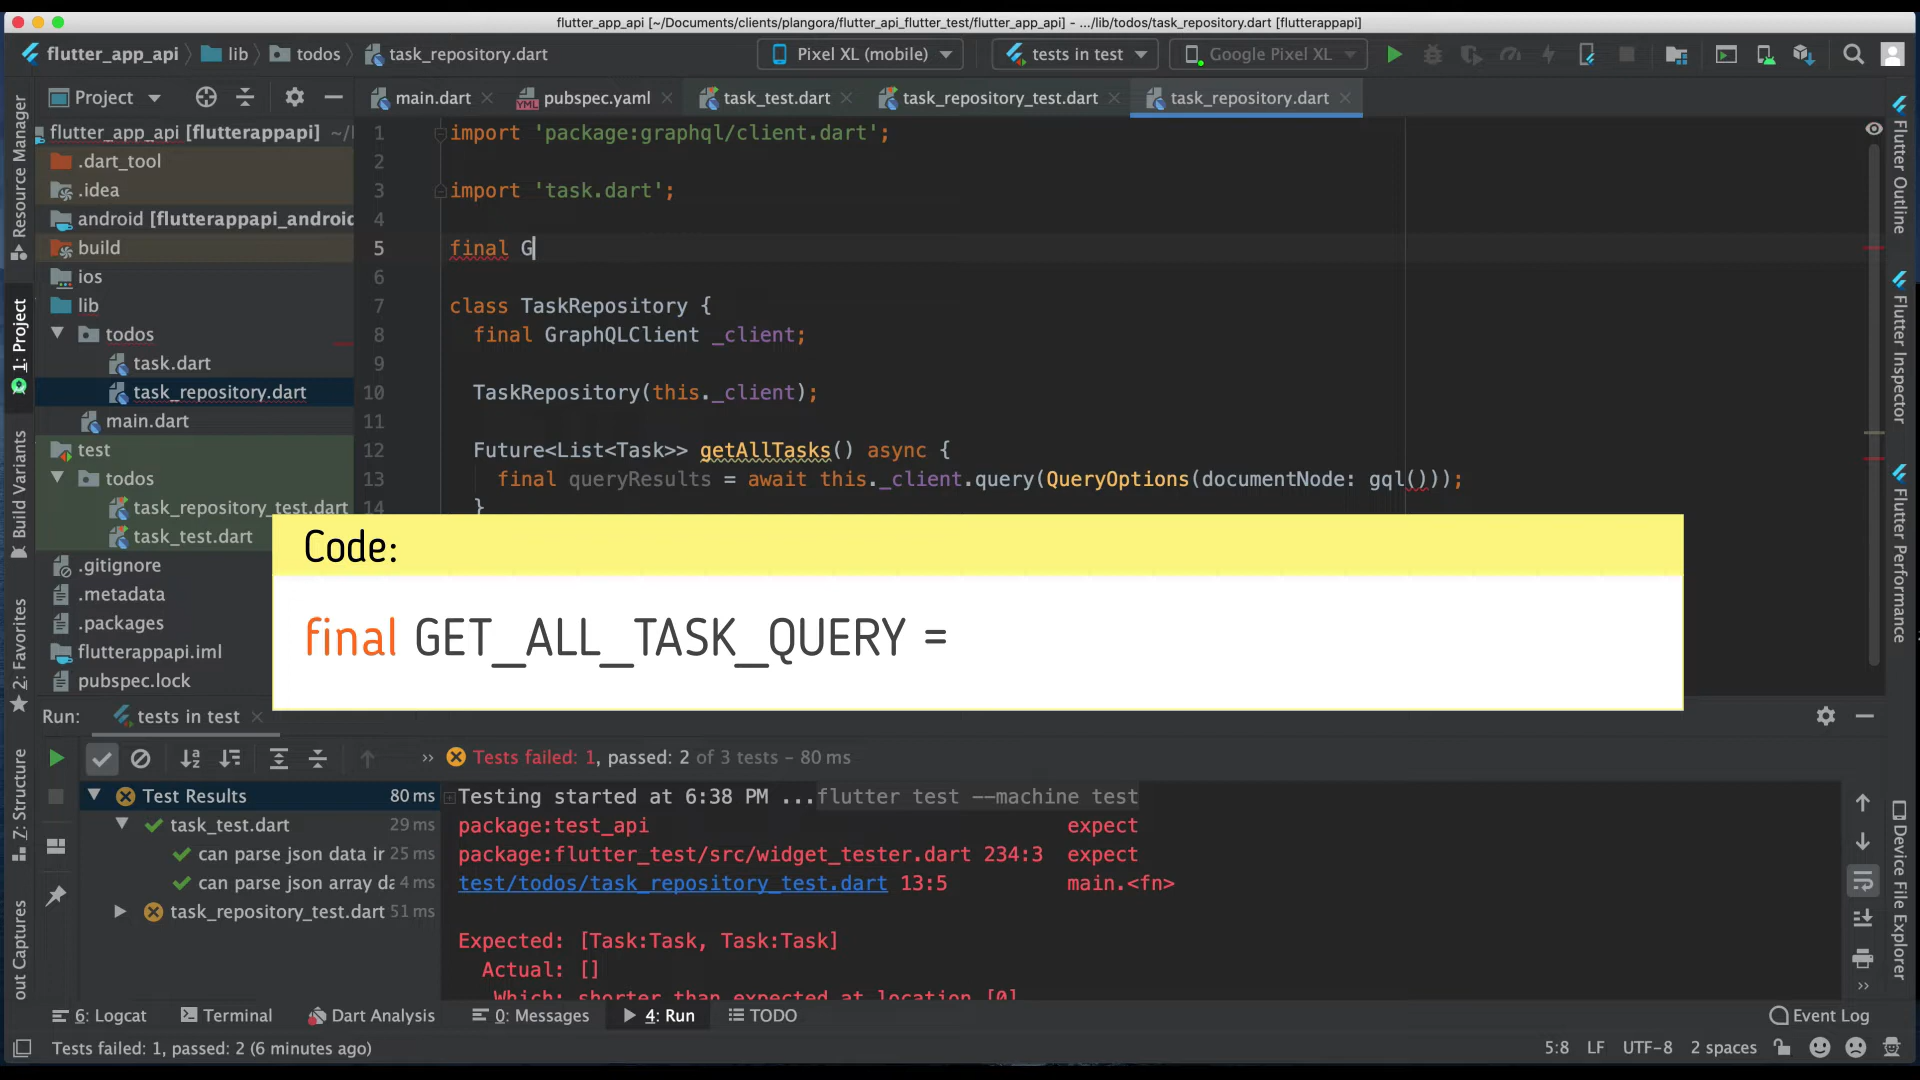 flutter_app_api [~/Documents/clients/plangora/flutter_api_flutter_test/flutter_app_api] - .../lib/todos/task_repository.dart [flutterappapi]
flutter_app_api lib todos task_repository.dart Pixel XL (mobile) tests in test Google Pixel XL
Project main.dart pubspec.yaml task_test.dart task_repository_test.dart task_repository.dart
flutter_app_api [flutterappapi] ~/
.dart_tool
.idea
android [flutterappapi_android
build
ios
lib
todos
task.dart
task_repository.dart
main.dart
test
todos
task_repository_test.dart
task_test.dart
.gitignore
.metadata
.packages
flutterappapi.iml
pubspec.lock
1 import 'package:graphql/client.dart';
2
3 import 'task.dart';
4
5 final G
6
7 class TaskRepository {
8 final GraphQLClient _client;
9
10 TaskRepository(this._client);
11
12 Future<List<Task>> getAllTasks() async {
13 final queryResults = await this._client.query(QueryOptions(documentNode: gql()));
14 }
Code:
final GET_ALL_TASK_QUERY =
Run: tests in test
Tests failed: 1, passed: 2 of 3 tests – 80 ms
Test Results 80 ms
task_test.dart 29 ms
can parse json data ir 25 ms
can parse json array da 4 ms
task_repository_test.dart 51 ms
Testing started at 6:38 PM ...flutter test --machine test
package:test_api expect
package:flutter_test/src/widget_tester.dart 234:3 expect
test/todos/task_repository_test.dart 13:5 main.<fn>
Expected: [Task:Task, Task:Task]
Actual: []
Which: shorter than expected at location [0]
6: Logcat Terminal Dart Analysis 0: Messages 4: Run TODO Event Log
Tests failed: 1, passed: 2 (6 minutes ago) 5:8 LF UTF-8 2 spaces
Resource Manager
1: Project
Build Variants
2: Favorites
7: Structure
out Captures
Flutter Outline
Flutter Inspector
Flutter Performance
Device File Explorer